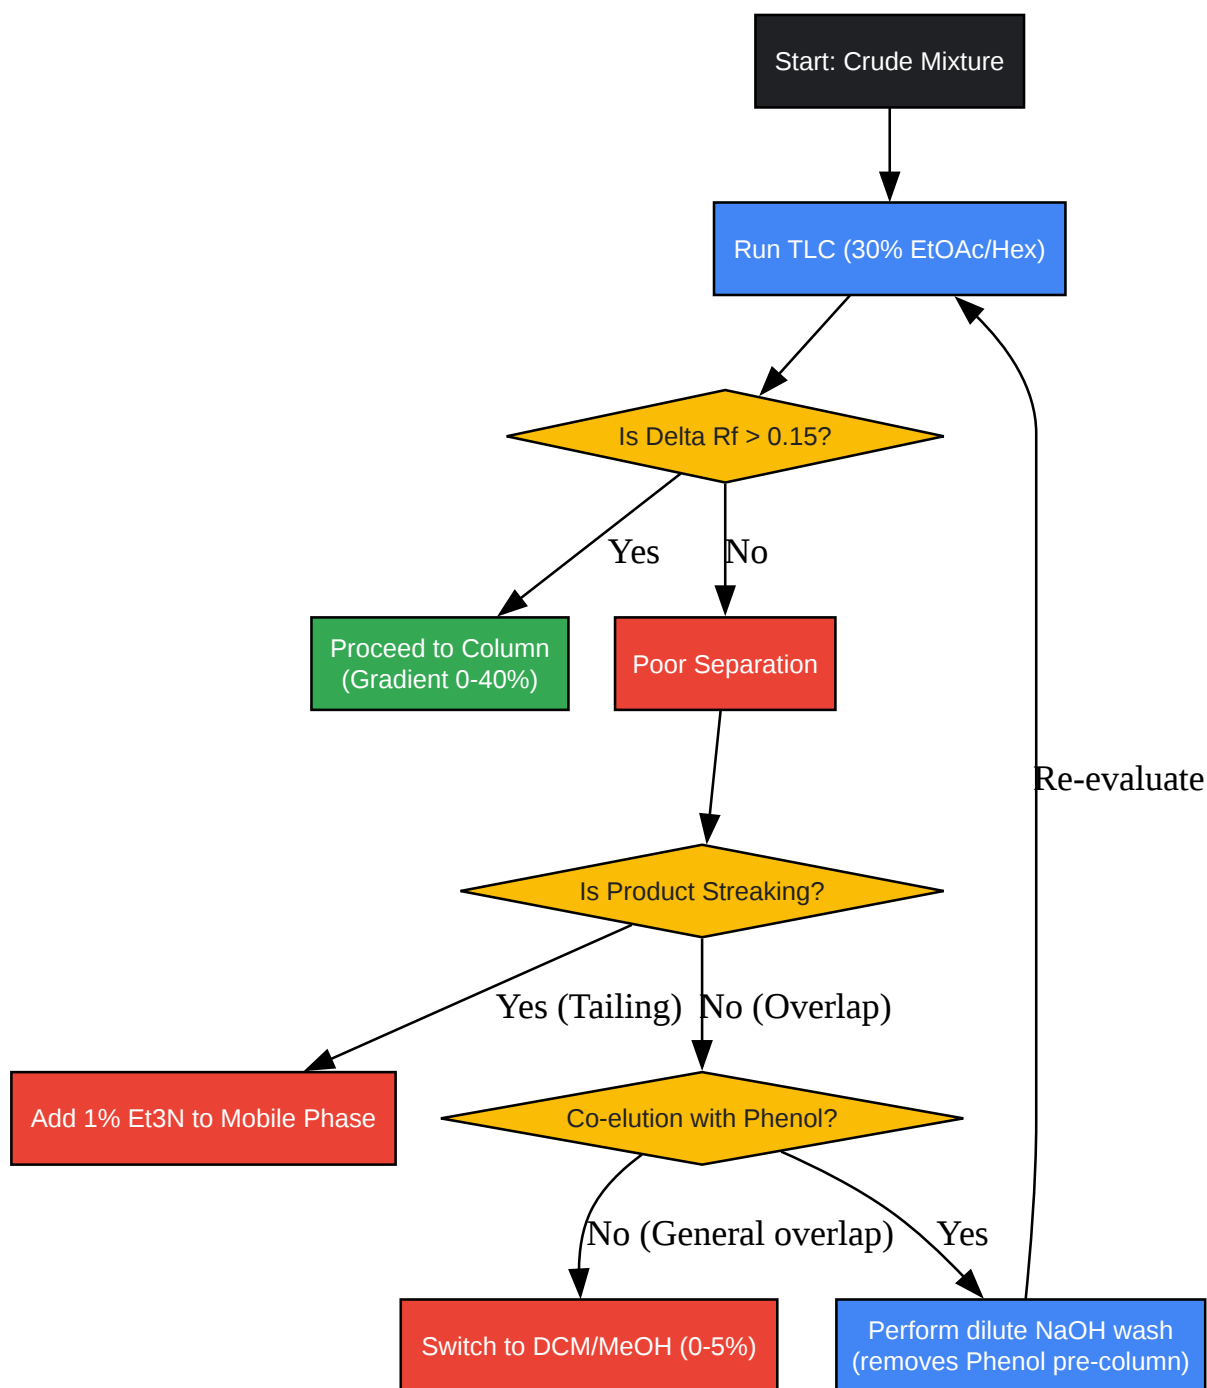 Start: Crude Mixture
Run TLC (30% EtOAc/Hex)
Is Delta Rf > 0.15?
Yes
No
Proceed to Column
(Gradient 0-40%)
Poor Separation
Re-evaluate
Is Product Streaking?
Yes (Tailing)
No (Overlap)
Add 1% Et3N to Mobile Phase
Co-elution with Phenol?
No (General overlap)
Yes
Switch to DCM/MeOH (0-5%)
Perform dilute NaOH wash
(removes Phenol pre-column)